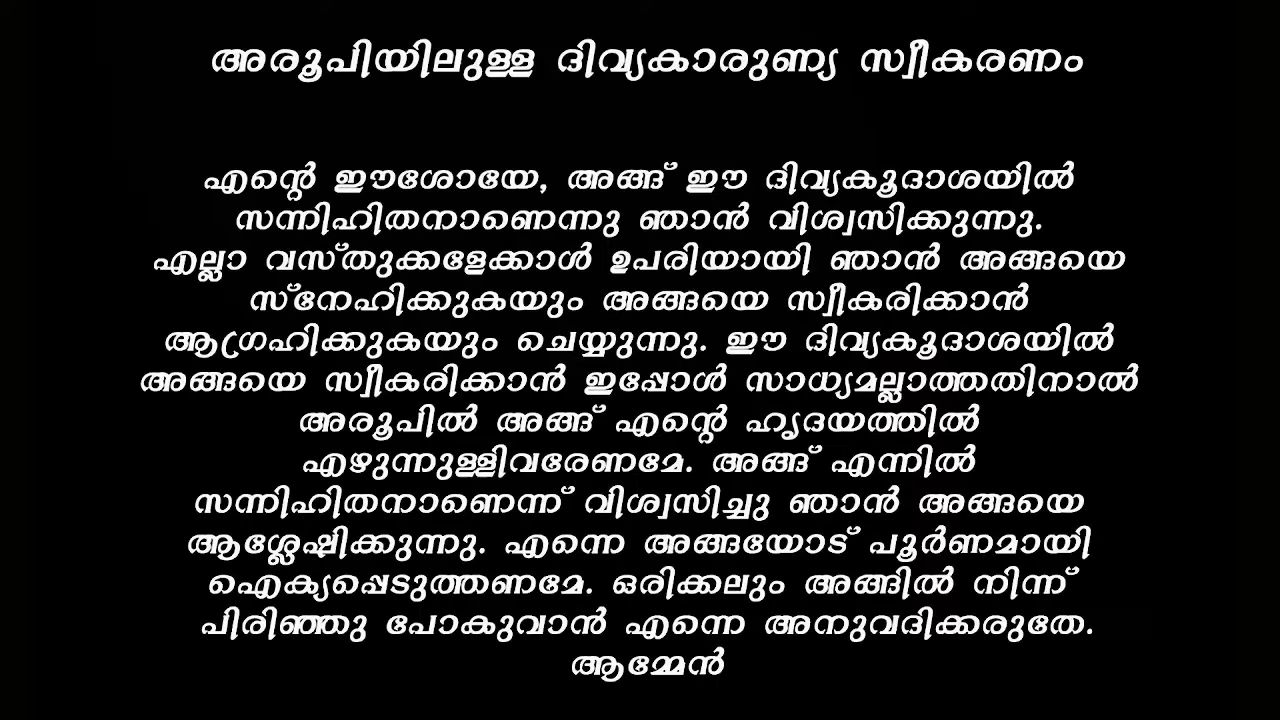 അരൂപിയിലുള്ള ദിവ്യകാരുണ്യ സ്വീകരണം
എന്റെ ഈശോയേ, അങ്ങ് ഈ ദിവ്യകൂദാശയിൽ
സന്നിഹിതനാണെന്നു ഞാൻ വിശ്വസിക്കുന്നു.
എല്ലാ വസ്തുക്കളേക്കാൾ ഉപരിയായി ഞാൻ അങ്ങയെ
സ്നേഹിക്കുകയും അങ്ങയെ സ്വീകരിക്കാൻ
ആഗ്രഹിക്കുകയും ചെയ്യുന്നു. ഈ ദിവ്യകൂദാശയിൽ
അങ്ങയെ സ്വീകരിക്കാൻ ഇപ്പോൾ സാധ്യമല്ലാത്തതിനാൽ
അരൂപിൽ അങ്ങ് എന്റെ ഹൃദയത്തിൽ
എഴുന്നുള്ളിവരേണമേ. അങ്ങ് എന്നിൽ
സന്നിഹിതനാണെന്ന് വിശ്വസിച്ചു ഞാൻ അങ്ങയെ
ആശ്ലേഷിക്കുന്നു. എന്നെ അങ്ങയോട് പൂർണമായി
ഐക്യപ്പെടുത്തണമേ. ഒരിക്കലും അങ്ങിൽ നിന്ന്
പിരിഞ്ഞു പോകുവാൻ എന്നെ അനുവദിക്കരുതേ.
ആമ്മേൻ